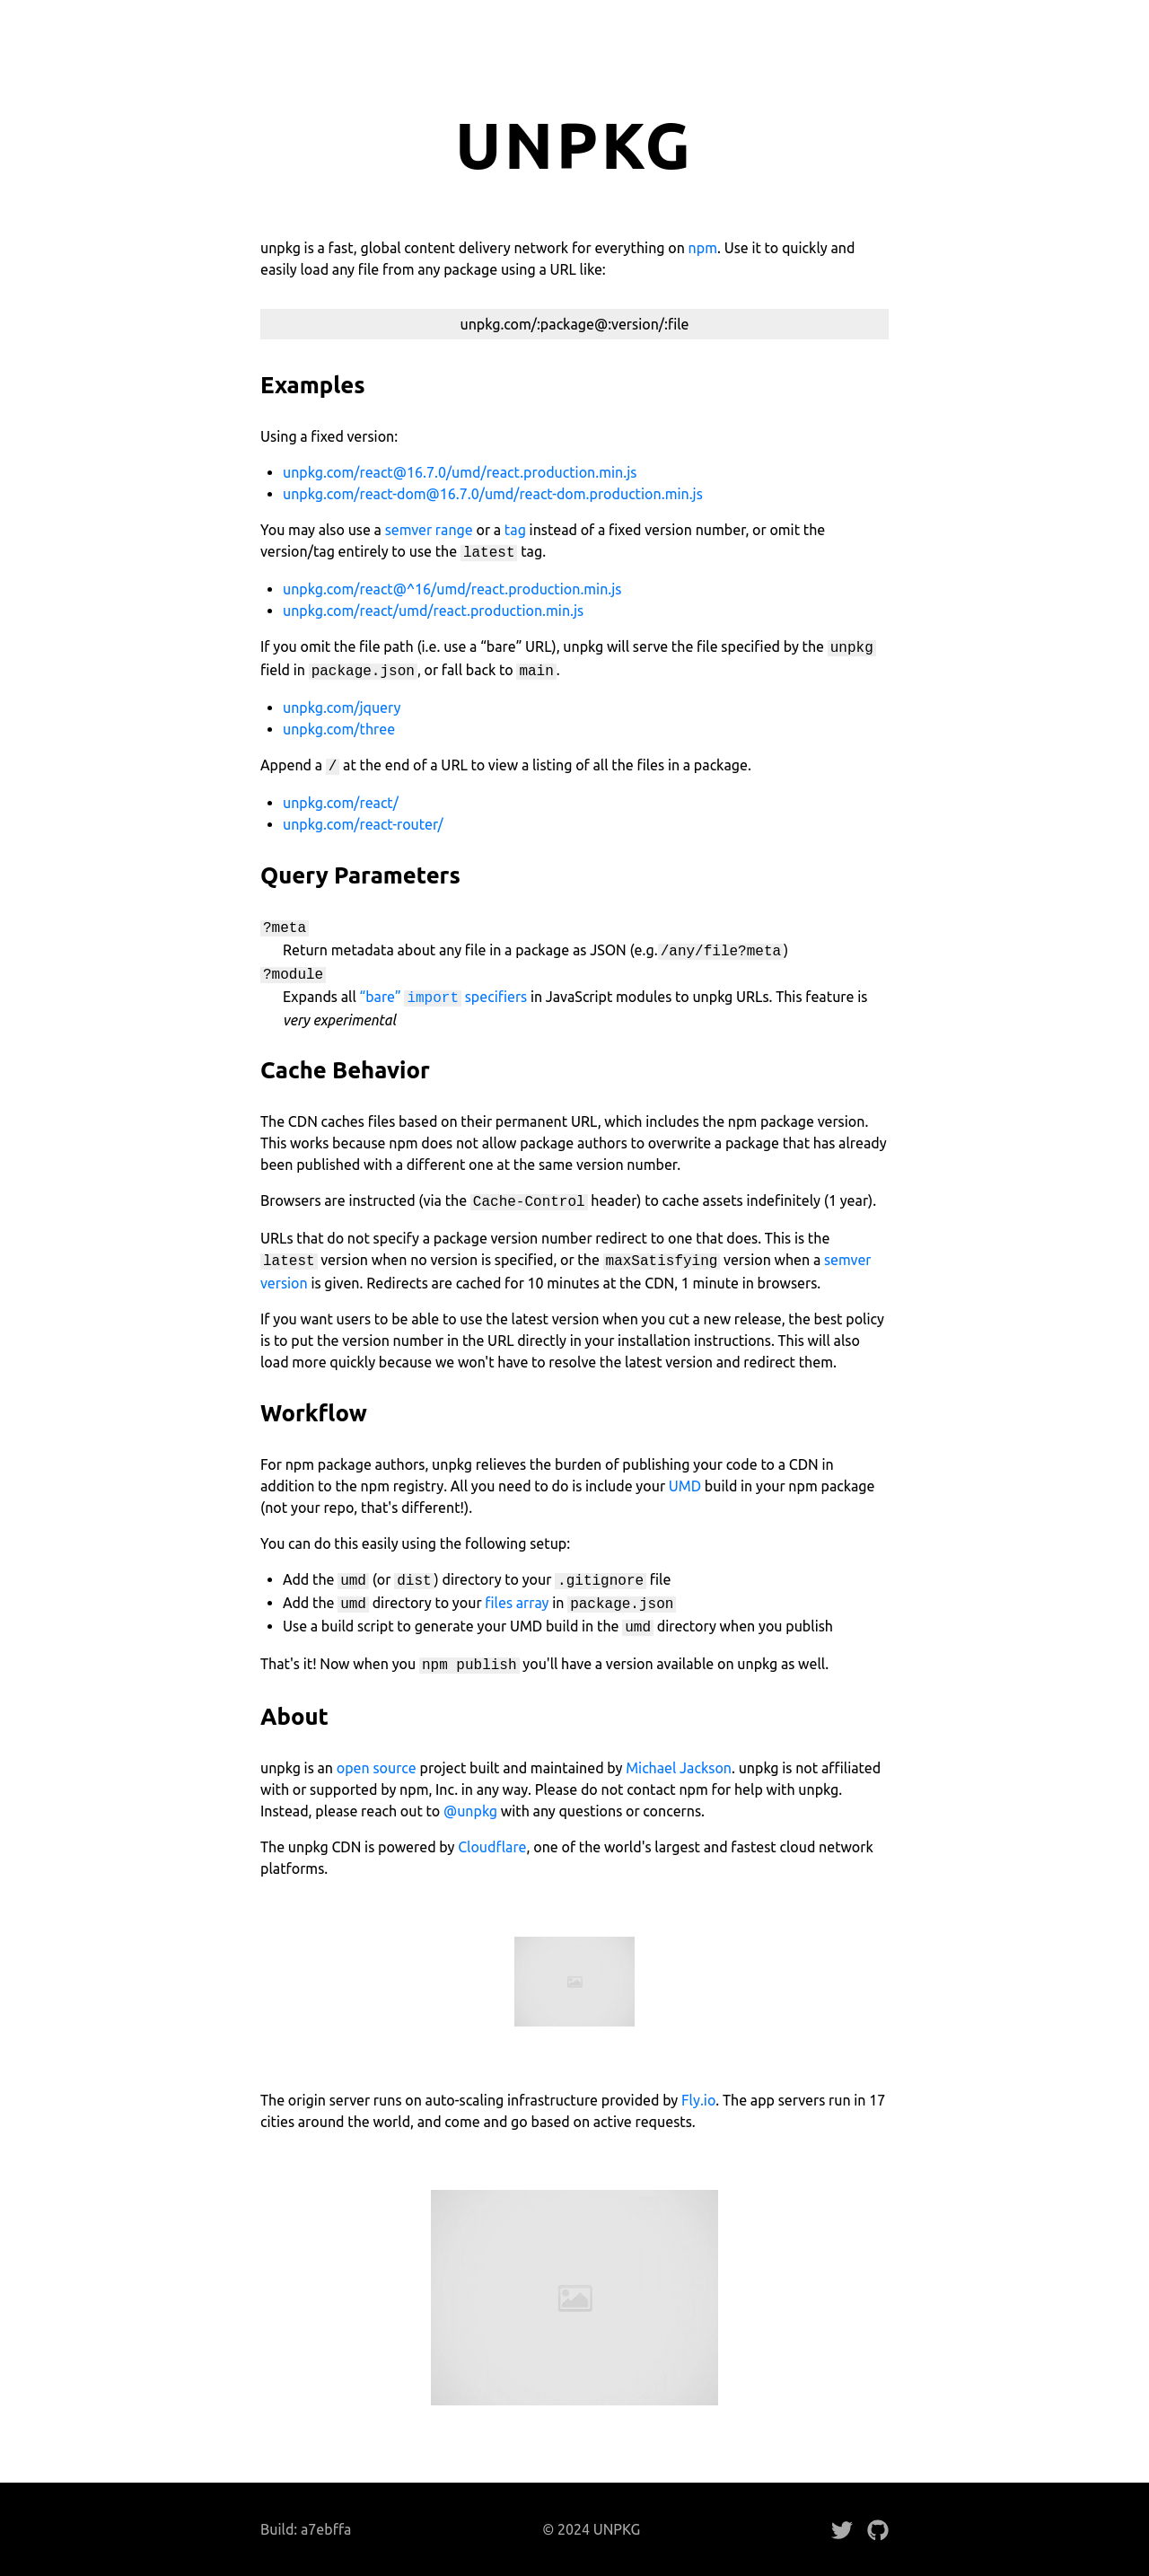 UNPKG
unpkg is a fast, global content delivery network for everything on npm. Use it to quickly and
easily load any file from any package using a URL like:
unpkg.com/:package@:version/:file
Examples
Using a fixed version:
• unpkg.com/react@16.7.0/umd/react.production.min.js
• unpkg.com/react-dom@16.7.0/umd/react-dom.production.min.js
You may also use a semver range or a tag instead of a fixed version number, or omit the
version/tag entirely to use the latest tag.
• unpkg.com/react@^16/umd/react.production.min.js
• unpkg.com/react/umd/react.production.min.js
If you omit the file path (i.e. use a “bare” URL), unpkg will serve the file specified by the unpkg
field in package.json, or fall back to main.
• unpkg.com/jquery
• unpkg.com/three
Append a / at the end of a URL to view a listing of all the files in a package.
• unpkg.com/react/
• unpkg.com/react-router/
Query Parameters
?meta
Return metadata about any file in a package as JSON (e.g. /any/file?meta)
?module
Expands all “bare” import specifiers in JavaScript modules to unpkg URLs. This feature is
very experimental
Cache Behavior
The CDN caches files based on their permanent URL, which includes the npm package version.
This works because npm does not allow package authors to overwrite a package that has already
been published with a different one at the same version number.
Browsers are instructed (via the Cache-Control header) to cache assets indefinitely (1 year).
URLs that do not specify a package version number redirect to one that does. This is the
latest version when no version is specified, or the maxSatisfying version when a semver
version is given. Redirects are cached for 10 minutes at the CDN, 1 minute in browsers.
If you want users to be able to use the latest version when you cut a new release, the best policy
is to put the version number in the URL directly in your installation instructions. This will also
load more quickly because we won't have to resolve the latest version and redirect them.
Workflow
For npm package authors, unpkg relieves the burden of publishing your code to a CDN in
addition to the npm registry. All you need to do is include your UMD build in your npm package
(not your repo, that's different!).
You can do this easily using the following setup:
• Add the umd (or dist) directory to your .gitignore file
• Add the umd directory to your files array in package.json
• Use a build script to generate your UMD build in the umd directory when you publish
That's it! Now when you npm publish you'll have a version available on unpkg as well.
About
unpkg is an open source project built and maintained by Michael Jackson. unpkg is not affiliated
with or supported by npm, Inc. in any way. Please do not contact npm for help with unpkg.
Instead, please reach out to @unpkg with any questions or concerns.
The unpkg CDN is powered by Cloudflare, one of the world's largest and fastest cloud network
platforms.
The origin server runs on auto-scaling infrastructure provided by Fly.io. The app servers run in 17
cities around the world, and come and go based on active requests.
Build: a7ebffa © 2024 UNPKG